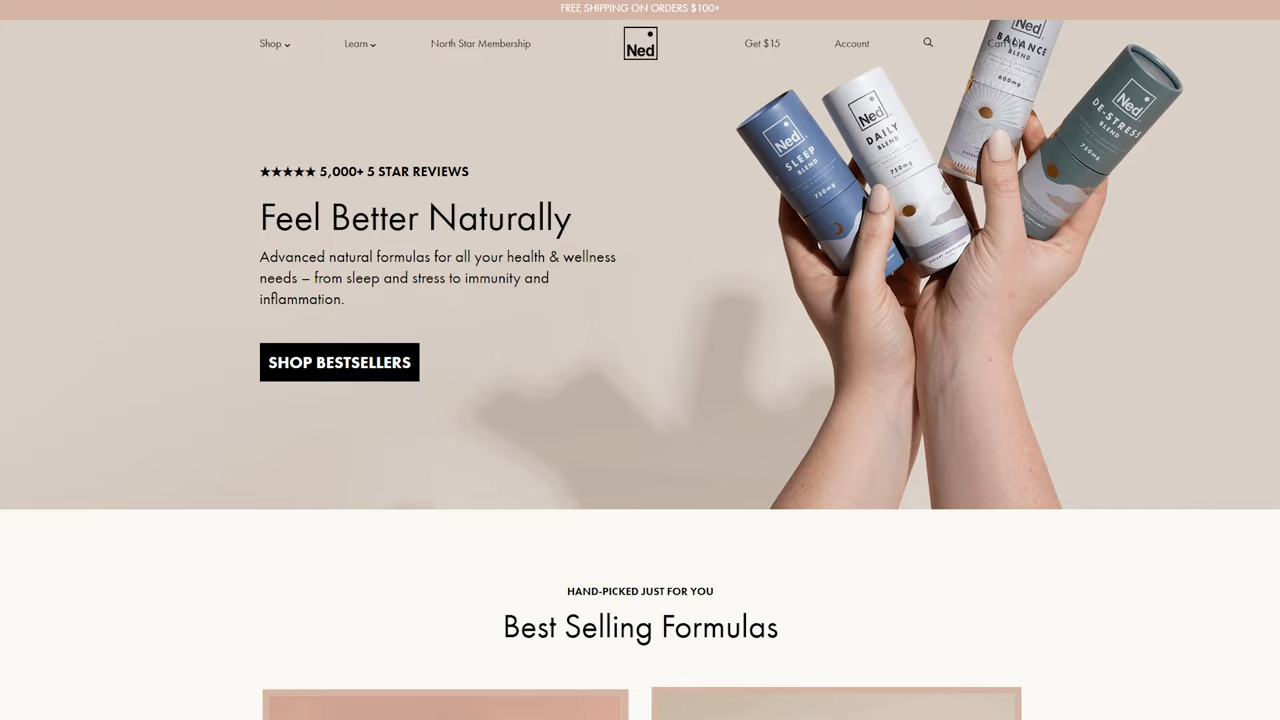 FREE SHIPPING ON ORDERS $100+
Shop
Learn
North Star Membership
Ned
Get $15
Account
Ned
BALANCE
BLEND
600mg
Ned
DE-STRESS
BLEND
750mg
Ned
DAILY
BLEND
750mg
Ned
SLEEP
BLEND
750mg
★★★★★ 5,000+ 5 STAR REVIEWS
Feel Better Naturally
Advanced natural formulas for all your health & wellness
needs – from sleep and stress to immunity and
inflammation.
SHOP BESTSELLERS
HAND-PICKED JUST FOR YOU
Best Selling Formulas